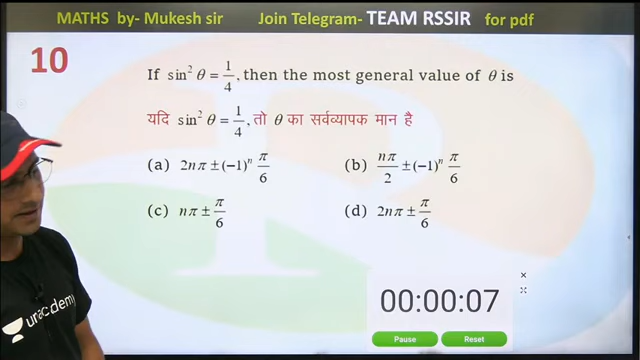 MATHS by- Mukesh sir Join Telegram- TEAM RSSIR for pdf
10
If sin² θ = 1/4, then the most general value of θ is
यदि sin² θ = 1/4, तो θ का सर्वव्यापक मान है
(a) 2nπ ± (−1)ⁿ π/6 (b) nπ/2 ± (−1)ⁿ π/6
(c) nπ ± π/6 (d) 2nπ ± π/6
unacademy
00:00:07
Pause Reset